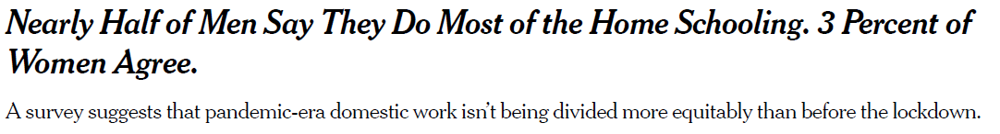 Nearly Half of Men Say They Do Most of the Home Schooling. 3 Percent of
Women Agree.
A survey suggests that pandemic-era domestic work isn’t being divided more equitably than before the lockdown.